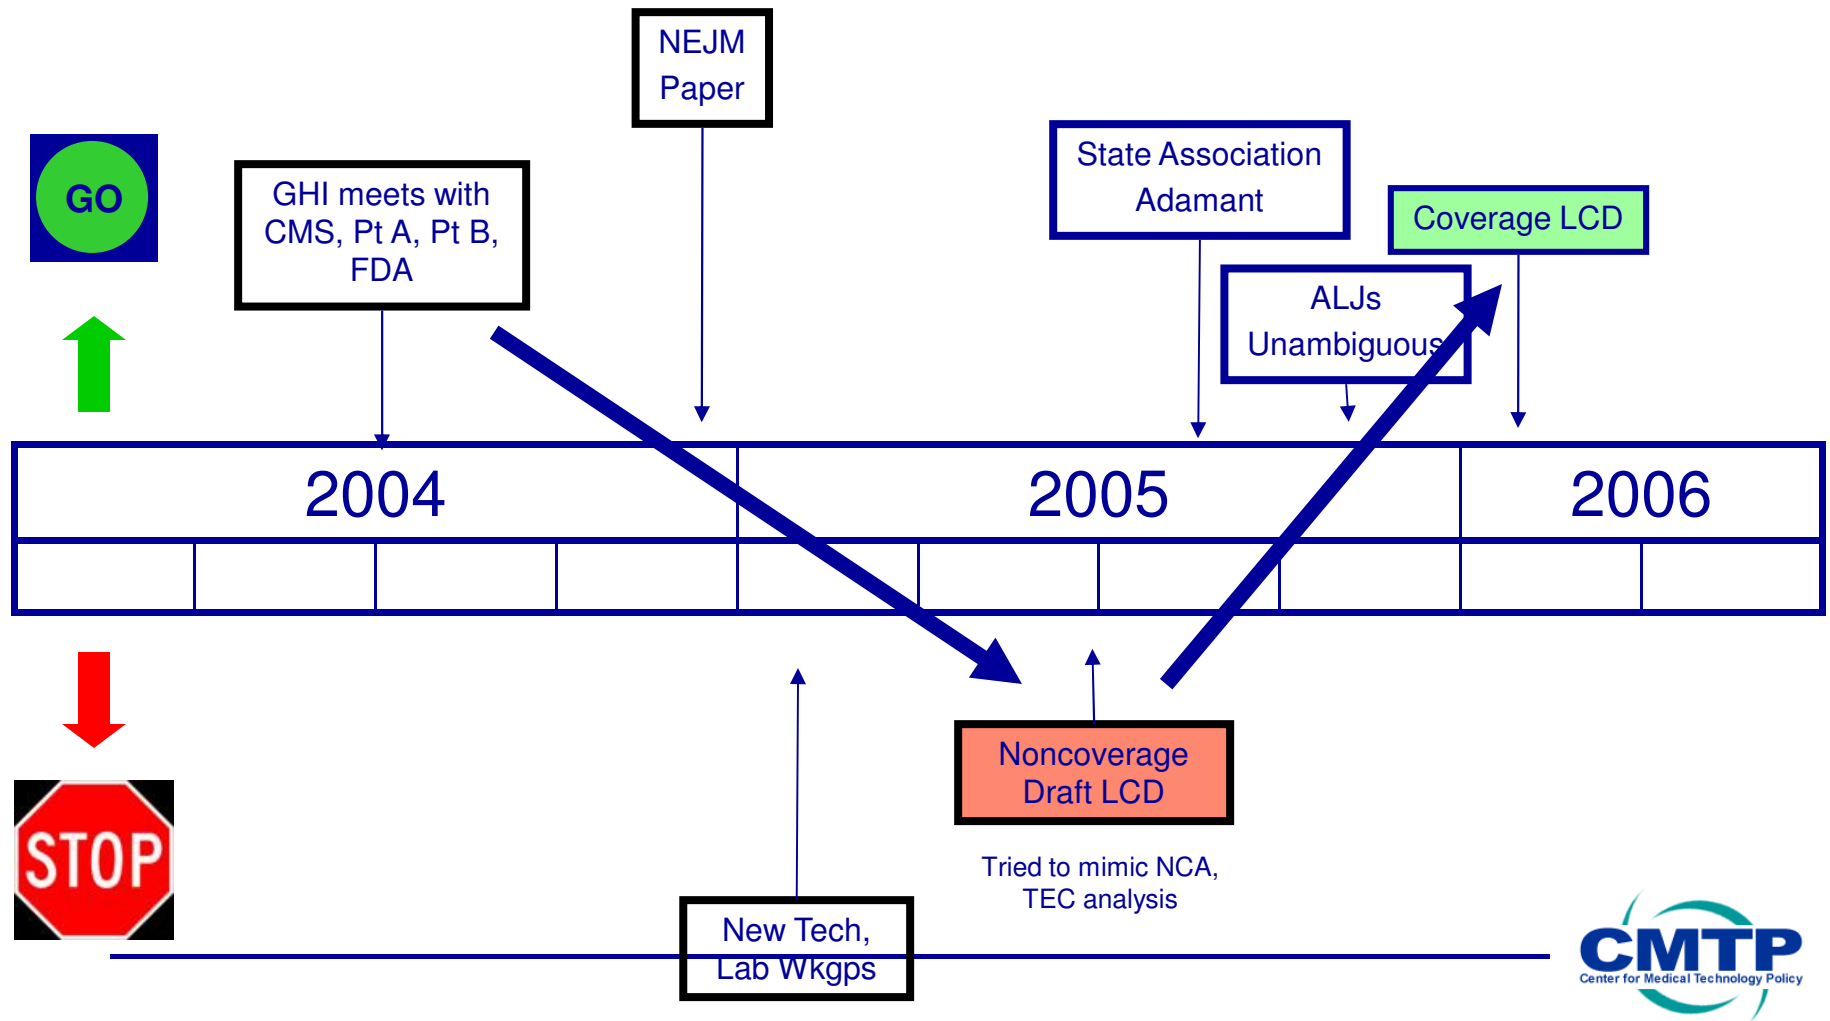 NEJM
Paper
GO
GHI meets with
CMS, Pt A, Pt B,
FDA
State Association
Adamant
Coverage LCD
ALJs
Unambiguous
2004
2005
2006
STOP
Noncoverage
Draft LCD
Tried to mimic NCA,
TEC analysis
New Tech,
Lab Wkgps
CMTP
Center for Medical Technology Policy